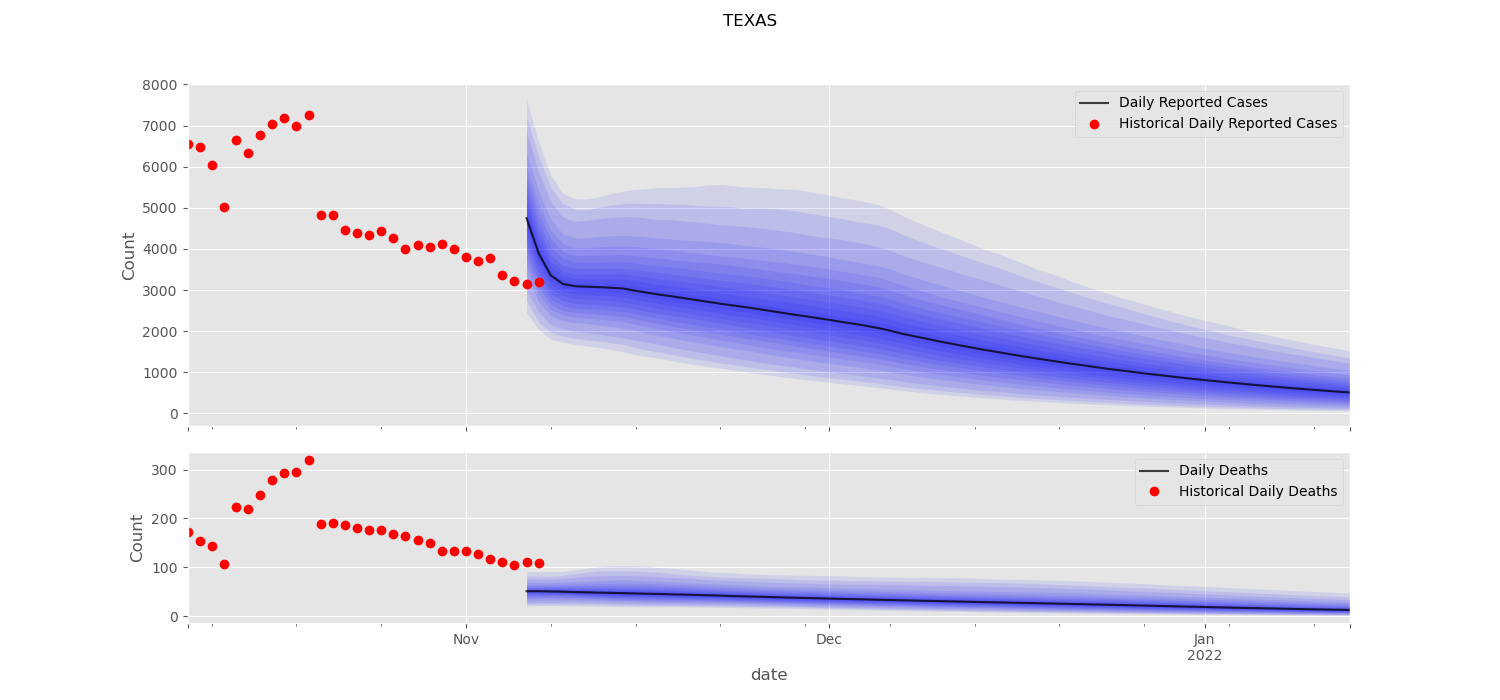 TEXAS
8000
7000
6000
5000
4000
3000
2000
1000
0
Count
Daily Reported Cases
Historical Daily Reported Cases
300
200
100
0
Count
Daily Deaths
Historical Daily Deaths
Nov
Dec
Jan
2022
date